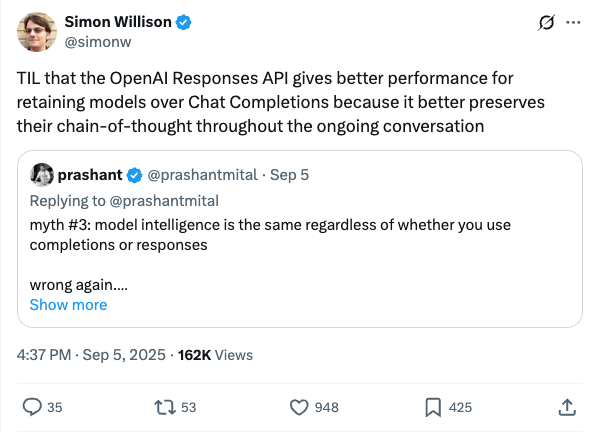 Simon Willison
@simonw
TIL that the OpenAI Responses API gives better performance for
retaining models over Chat Completions because it better preserves
their chain-of-thought throughout the ongoing conversation
prashant @prashantmital · Sep 5
Replying to @prashantmital
myth #3: model intelligence is the same regardless of whether you use
completions or responses
wrong again....
Show more
4:37 PM · Sep 5, 2025 · 162K Views
35 53 948 425